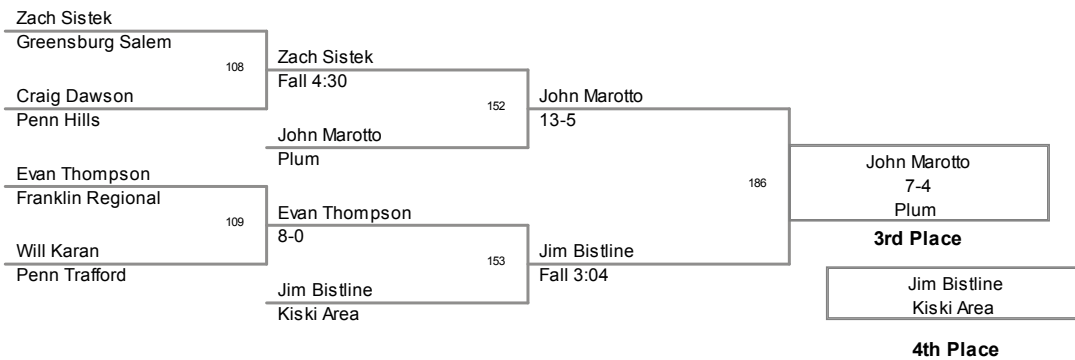 Zach Sistek
Greensburg Salem
108
Craig Dawson
Penn Hills
Evan Thompson
Franklin Regional
109
Will Karan
Penn Trafford
Zach Sistek
Fall 4:30
152
John Marotto
Plum
Evan Thompson
8-0
153
Jim Bistline
Kiski Area
John Marotto
13-5
186
Jim Bistline
Fall 3:04
John Marotto
7-4
Plum
3rd Place
Jim Bistline
Kiski Area
4th Place